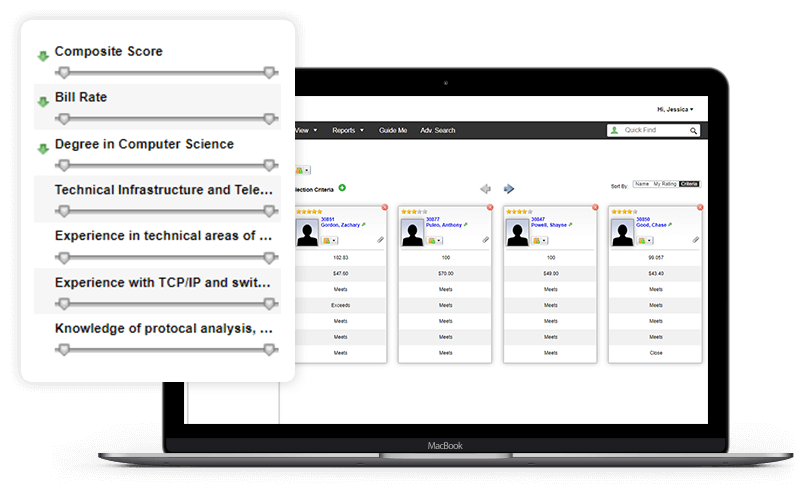 Composite Score
Bill Rate
Degree in Computer Science
Technical Infrastructure and Tele...
Experience in technical areas of ...
Experience with TCP/IP and swit...
Knowledge of protocal analysis, ...
Hi, Jessica
View Reports Guide Me Adv. Search Quick Find
lection Criteria
Sort By: Name My Rating Criteria
30851 30877 30847 30850
Gordon, Zachary Puleo, Anthony Powell, Shayne Good, Chase
102.83 100 100 99.057
$47.60 $70.00 $49.00 $43.40
Meets Meets Meets Meets
Exceeds Meets Meets Meets
Meets Meets Meets Meets
Meets Meets Meets Meets
Meets Meets Meets Close
MacBook